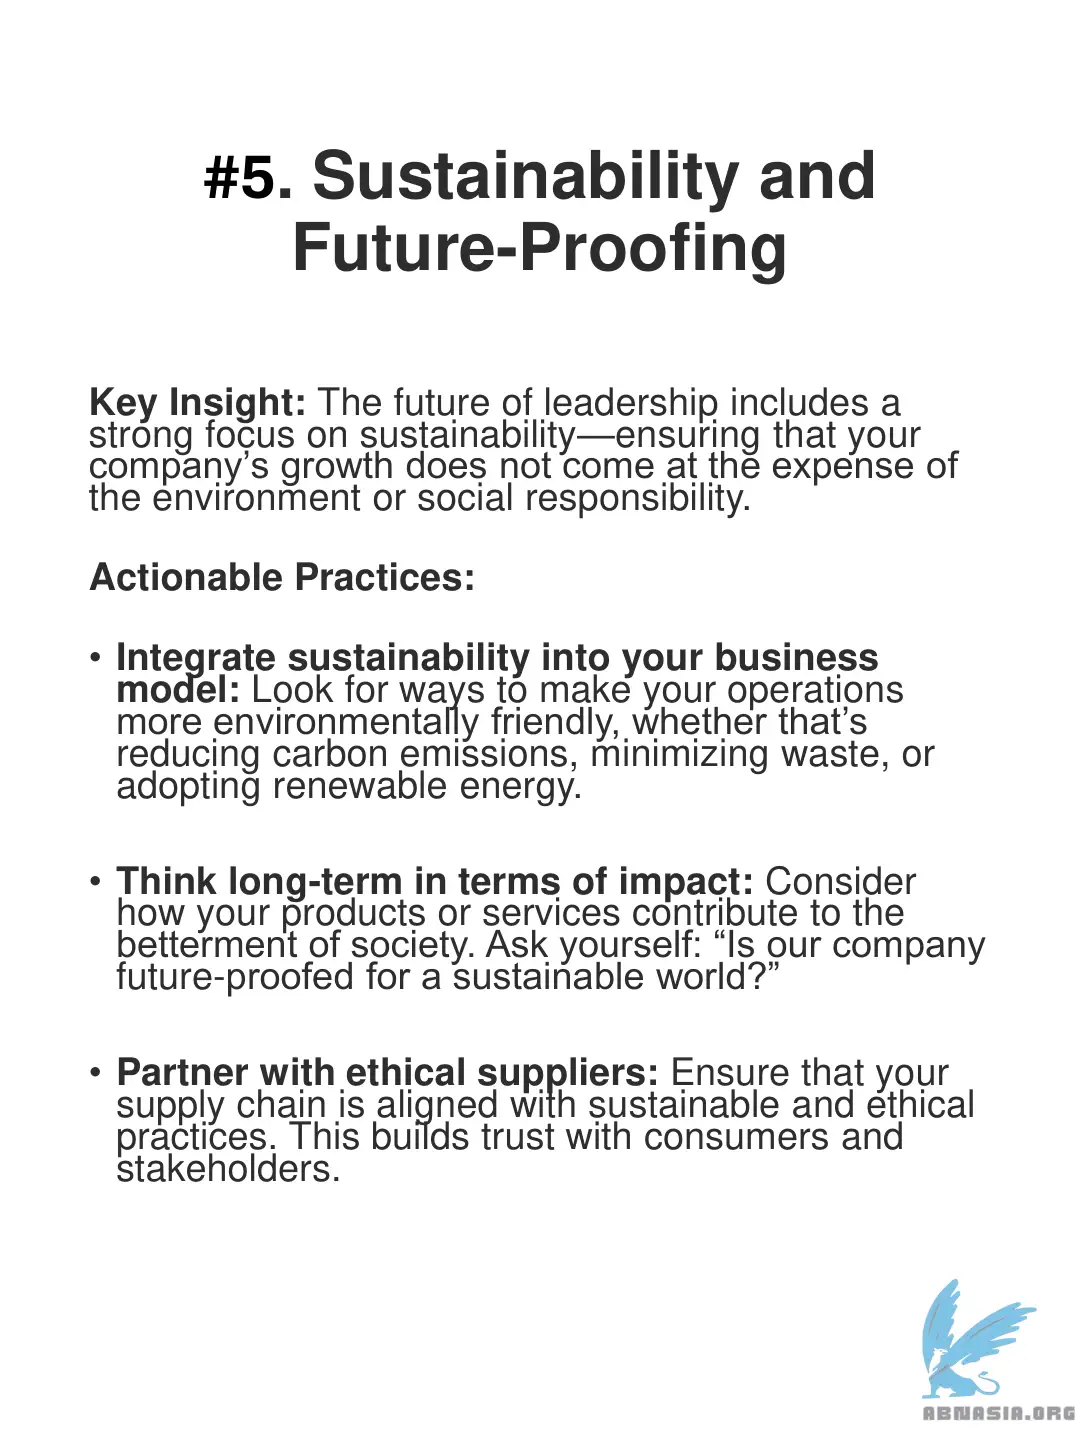 #5. Sustainability and
Future-Proofing
Key Insight: The future of leadership includes a
strong focus on sustainability—ensuring that your
company’s growth does not come at the expense of
the environment or social responsibility.
Actionable Practices:
• Integrate sustainability into your business
model: Look for ways to make your operations
more environmentally friendly, whether that’s
reducing carbon emissions, minimizing waste, or
adopting renewable energy.
• Think long-term in terms of impact: Consider
how your products or services contribute to the
betterment of society. Ask yourself: “Is our company
future-proofed for a sustainable world?”
• Partner with ethical suppliers: Ensure that your
supply chain is aligned with sustainable and ethical
practices. This builds trust with consumers and
stakeholders.
ABNASIA.ORG